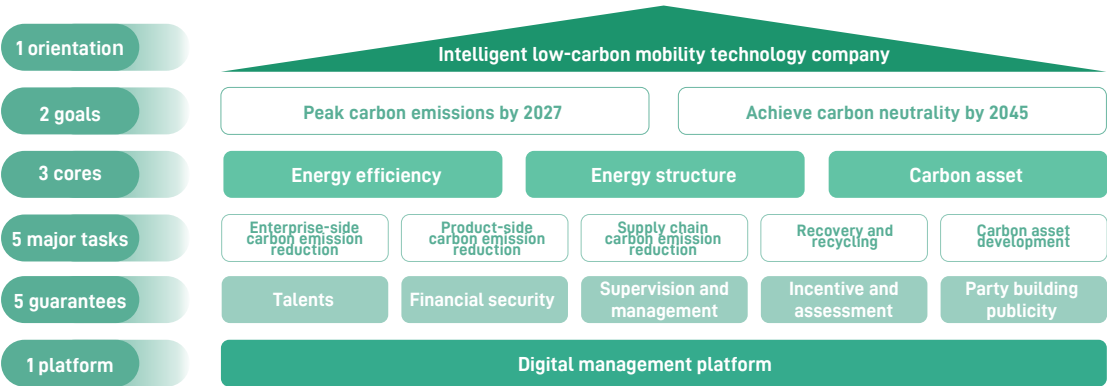 1 orientation
Intelligent low-carbon mobility technology company
2 goals
Peak carbon emissions by 2027
Achieve carbon neutrality by 2045
3 cores
Energy efficiency
Energy structure
Carbon asset
5 major tasks
Enterprise-side
carbon emission
reduction
Product-side
carbon emission
reduction
Supply chain
carbon emission
reduction
Recovery and
recycling
Carbon asset
development
5 guarantees
Talents
Financial security
Supervision and
management
Incentive and
assessment
Party building
publicity
1 platform
Digital management platform